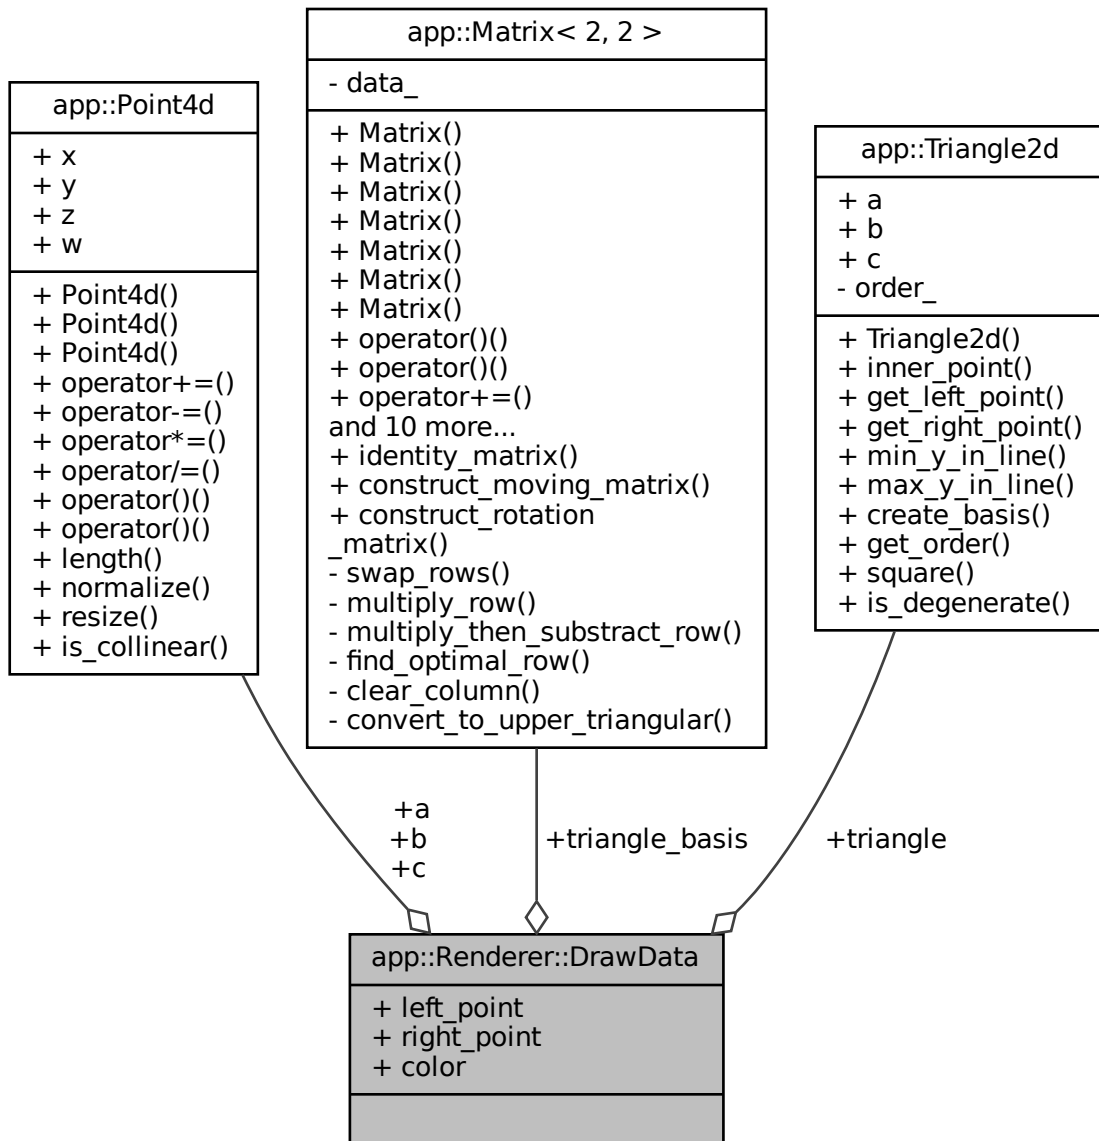 app::Matrix< 2, 2 >
- data_
+ Matrix()
+ Matrix()
+ Matrix()
+ Matrix()
+ Matrix()
+ Matrix()
+ Matrix()
+ operator()()
+ operator()()
+ operator+=()
and 10 more...
+ identity_matrix()
+ construct_moving_matrix()
+ construct_rotation
_matrix()
- swap_rows()
- multiply_row()
- multiply_then_substract_row()
- find_optimal_row()
- clear_column()
- convert_to_upper_triangular()
app::Point4d
+ x
+ y
+ z
+ w
+ Point4d()
+ Point4d()
+ Point4d()
+ operator+=()
+ operator-=()
+ operator*=()
+ operator/=()
+ operator()()
+ operator()()
+ length()
+ normalize()
+ resize()
+ is_collinear()
app::Triangle2d
+ a
+ b
+ c
- order_
+ Triangle2d()
+ inner_point()
+ get_left_point()
+ get_right_point()
+ min_y_in_line()
+ max_y_in_line()
+ create_basis()
+ get_order()
+ square()
+ is_degenerate()
+a
+b
+c
+triangle_basis
+triangle
app::Renderer::DrawData
+ left_point
+ right_point
+ color